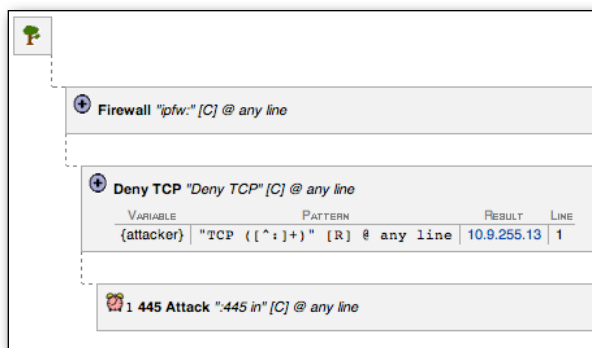 Firewall "ipfw:" [C] @ any line
Deny TCP "Deny TCP" [C] @ any line
VARIABLE PATTERN RESULT LINE
{attacker} "TCP ([^:]+)" [R] @ any line 10.9.255.13 1
1 445 Attack ":445 in" [C] @ any line